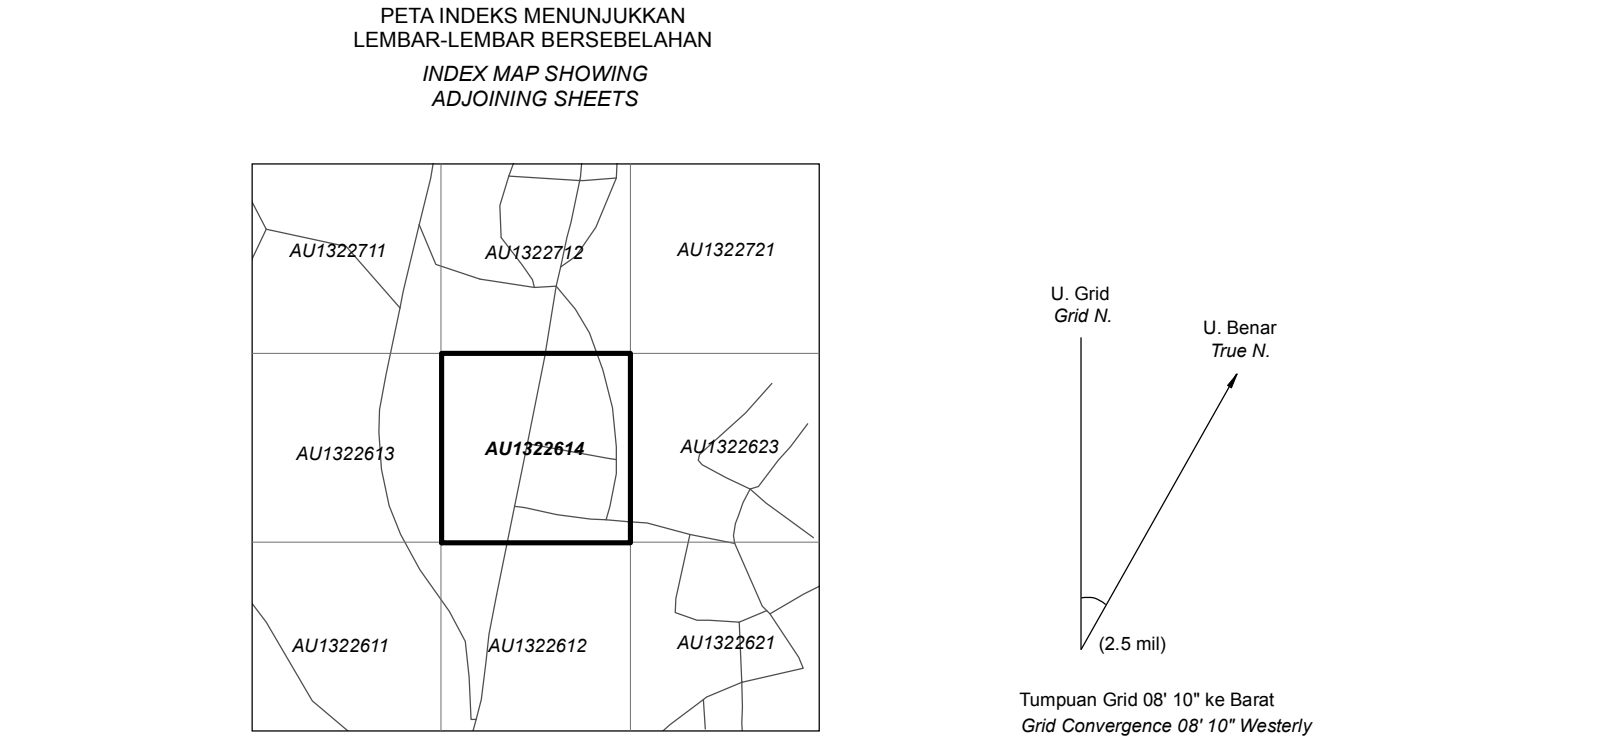 PETA INDEKS MENUNJUKKAN
LEMBAR-LEMBAR BERSEBELAHAN
INDEX MAP SHOWING
ADJOINING SHEETS
AU1322711
AU1322712
AU1322721
AU1322613
AU1322614
AU1322623
AU1322611
AU1322612
AU1322621
U. Grid
Grid N.
U. Benar
True N.
(2.5 mil)
Tumpuan Grid 08' 10" ke Barat
Grid Convergence 08' 10" Westerly